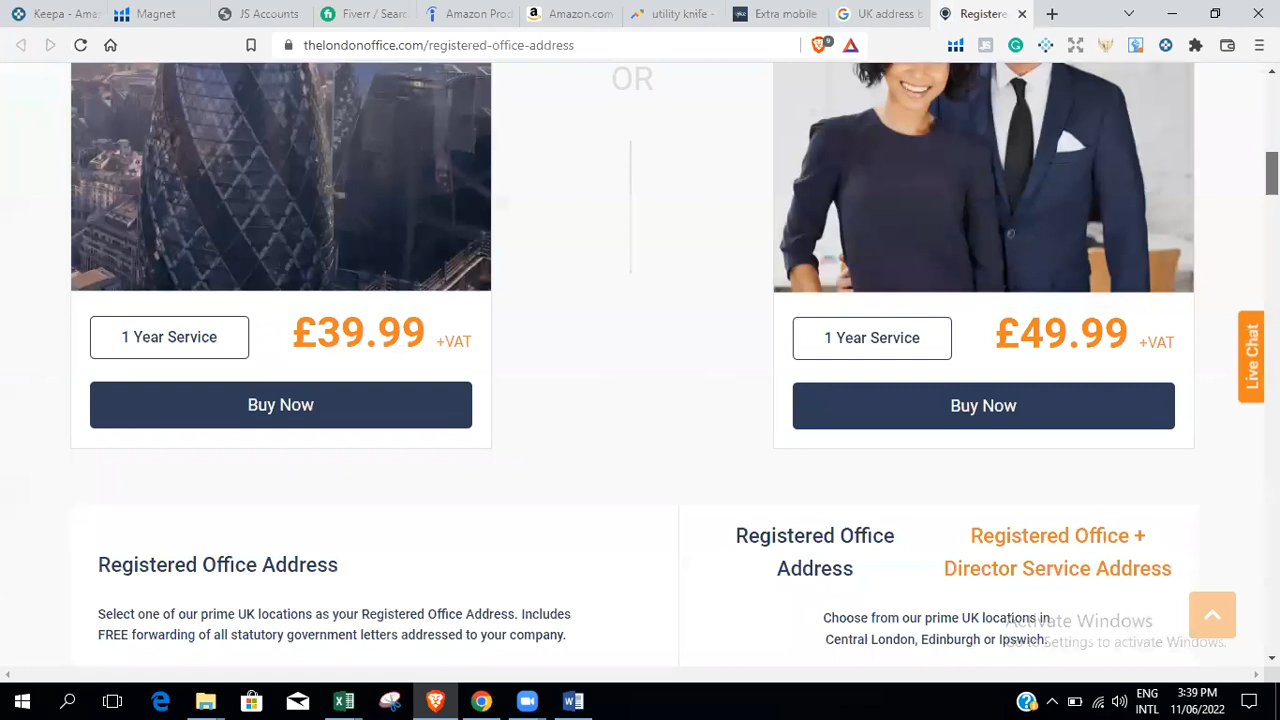 Keepa - Ama
Magnet
JS Accounts
Fiverr / Searc
Amazon Prod
Amazon.com
utility knife -
Extra mobile
UK address b
Registere
thelondonoffice.com/registered-office-address
9
OR
1 Year Service
£39.99 +VAT
Buy Now
1 Year Service
£49.99 +VAT
Buy Now
Live Chat
Registered Office Address
Select one of our prime UK locations as your Registered Office Address. Includes
FREE forwarding of all statutory government letters addressed to your company.
Registered Office
Address
Registered Office +
Director Service Address
Choose from our prime UK locations in
Central London, Edinburgh or Ipswich.
Activate Windows
Go to Settings to activate Windows.
ENG
INTL
3:39 PM
11/06/2022